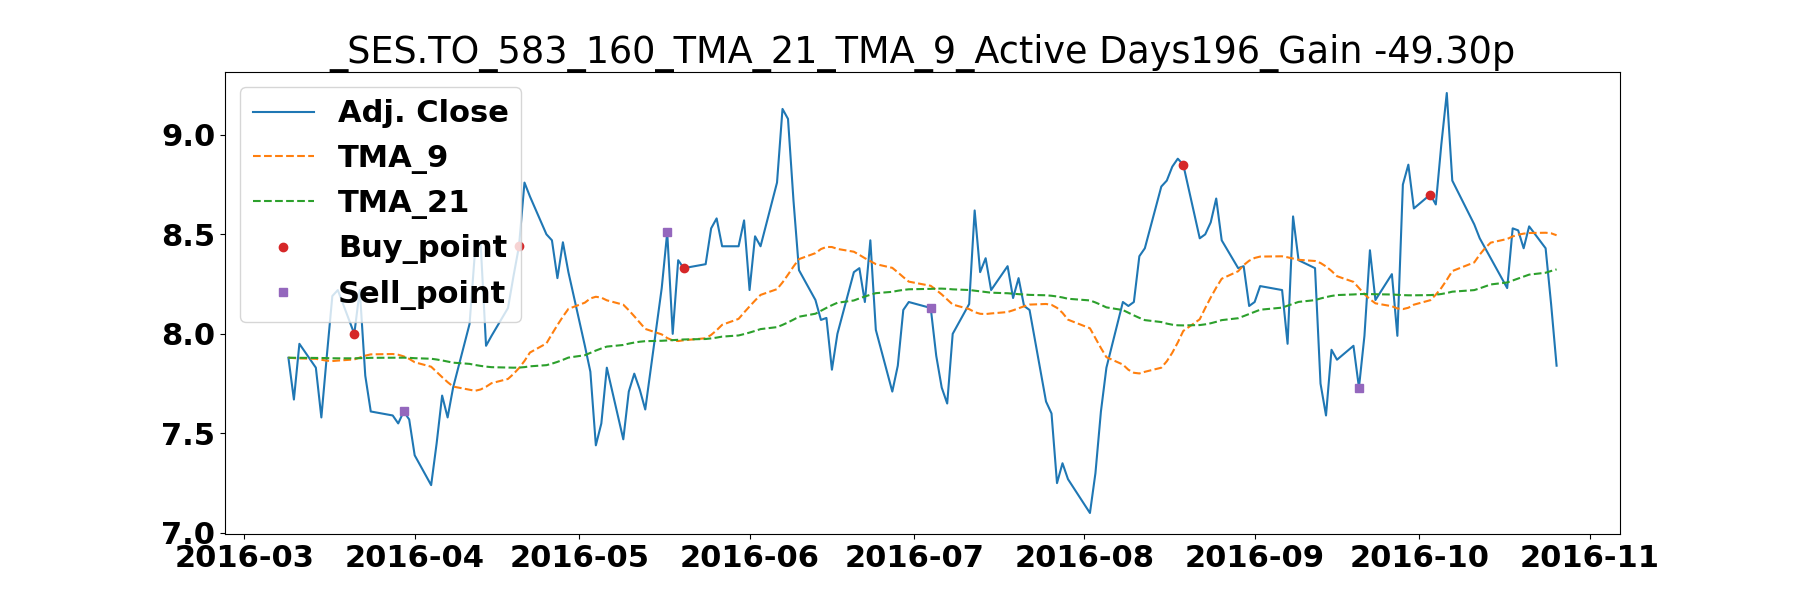 _SES.TO_583_160_TMA_21_TMA_9_Active Days196_Gain -49.30p
Adj. Close
TMA_9
TMA_21
Buy_point
Sell_point
9.0
8.5
8.0
7.5
7.0
2016-03 2016-04 2016-05 2016-06 2016-07 2016-08 2016-09 2016-10 2016-11